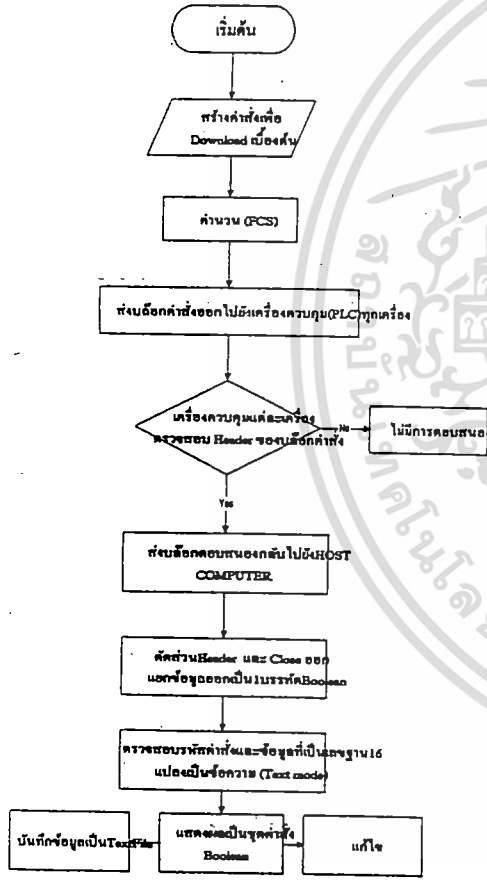 เริ่มต้น
สร้างคำสั่งเพื่อ
Download เบื้องต้น
คำนวน (FCS)
ส่งบล๊อกคำสั่งออกไปยังเครื่องควบคุม(PLC)ทุกเครื่อง
เครื่องควบคุมแต่ละเครื่อง
ตรวจสอบ Header ของบล๊อกคำสั่ง
No
ไม่มีการตอบสนอง
Yes
ส่งบล๊อกตอบสนองกลับไปยังHOST
COMPUTER
ตัดส่วนHeader และ Close ออก
แยกข้อมูลออกเป็น1บรรทัดBoolean
ตรวจสอบรหัสคำสั่งและข้อมูลที่เป็นเลขฐาน16
แปลงเป็นข้อความ (Text mode)
บันทึกข้อมูลเป็นTextFile
แสดงผลเป็นชุดคำสั่ง
Boolean
แก้ไข